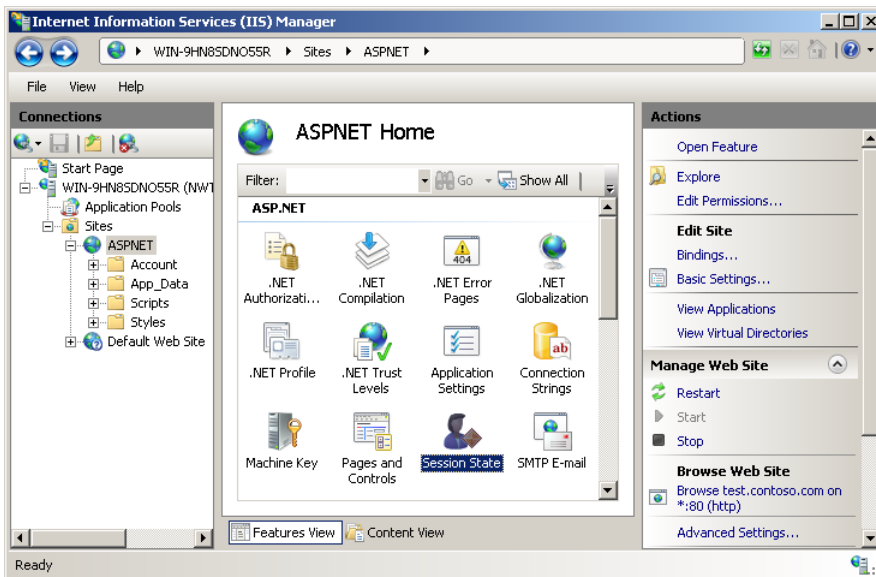 Internet Information Services (IIS) Manager
WIN-9HN8SDNO55R Sites ASPNET
File View Help
Connections
Start Page
WIN-9HN8SDNO55R (NWT
Application Pools
Sites
ASPNET
Account
App_Data
Scripts
Styles
Default Web Site
ASPNET Home
Filter: Go Show All
ASP.NET
.NET Authorizati...
.NET Compilation
404
.NET Error Pages
.NET Globalization
.NET Profile
.NET Trust Levels
Application Settings
ab
Connection Strings
Machine Key
Pages and Controls
Session State
SMTP E-mail
Features View Content View
Actions
Open Feature
Explore
Edit Permissions...
Edit Site
Bindings...
Basic Settings...
View Applications
View Virtual Directories
Manage Web Site
Restart
Start
Stop
Browse Web Site
Browse test.contoso.com on
*:80 (http)
Advanced Settings...
Ready